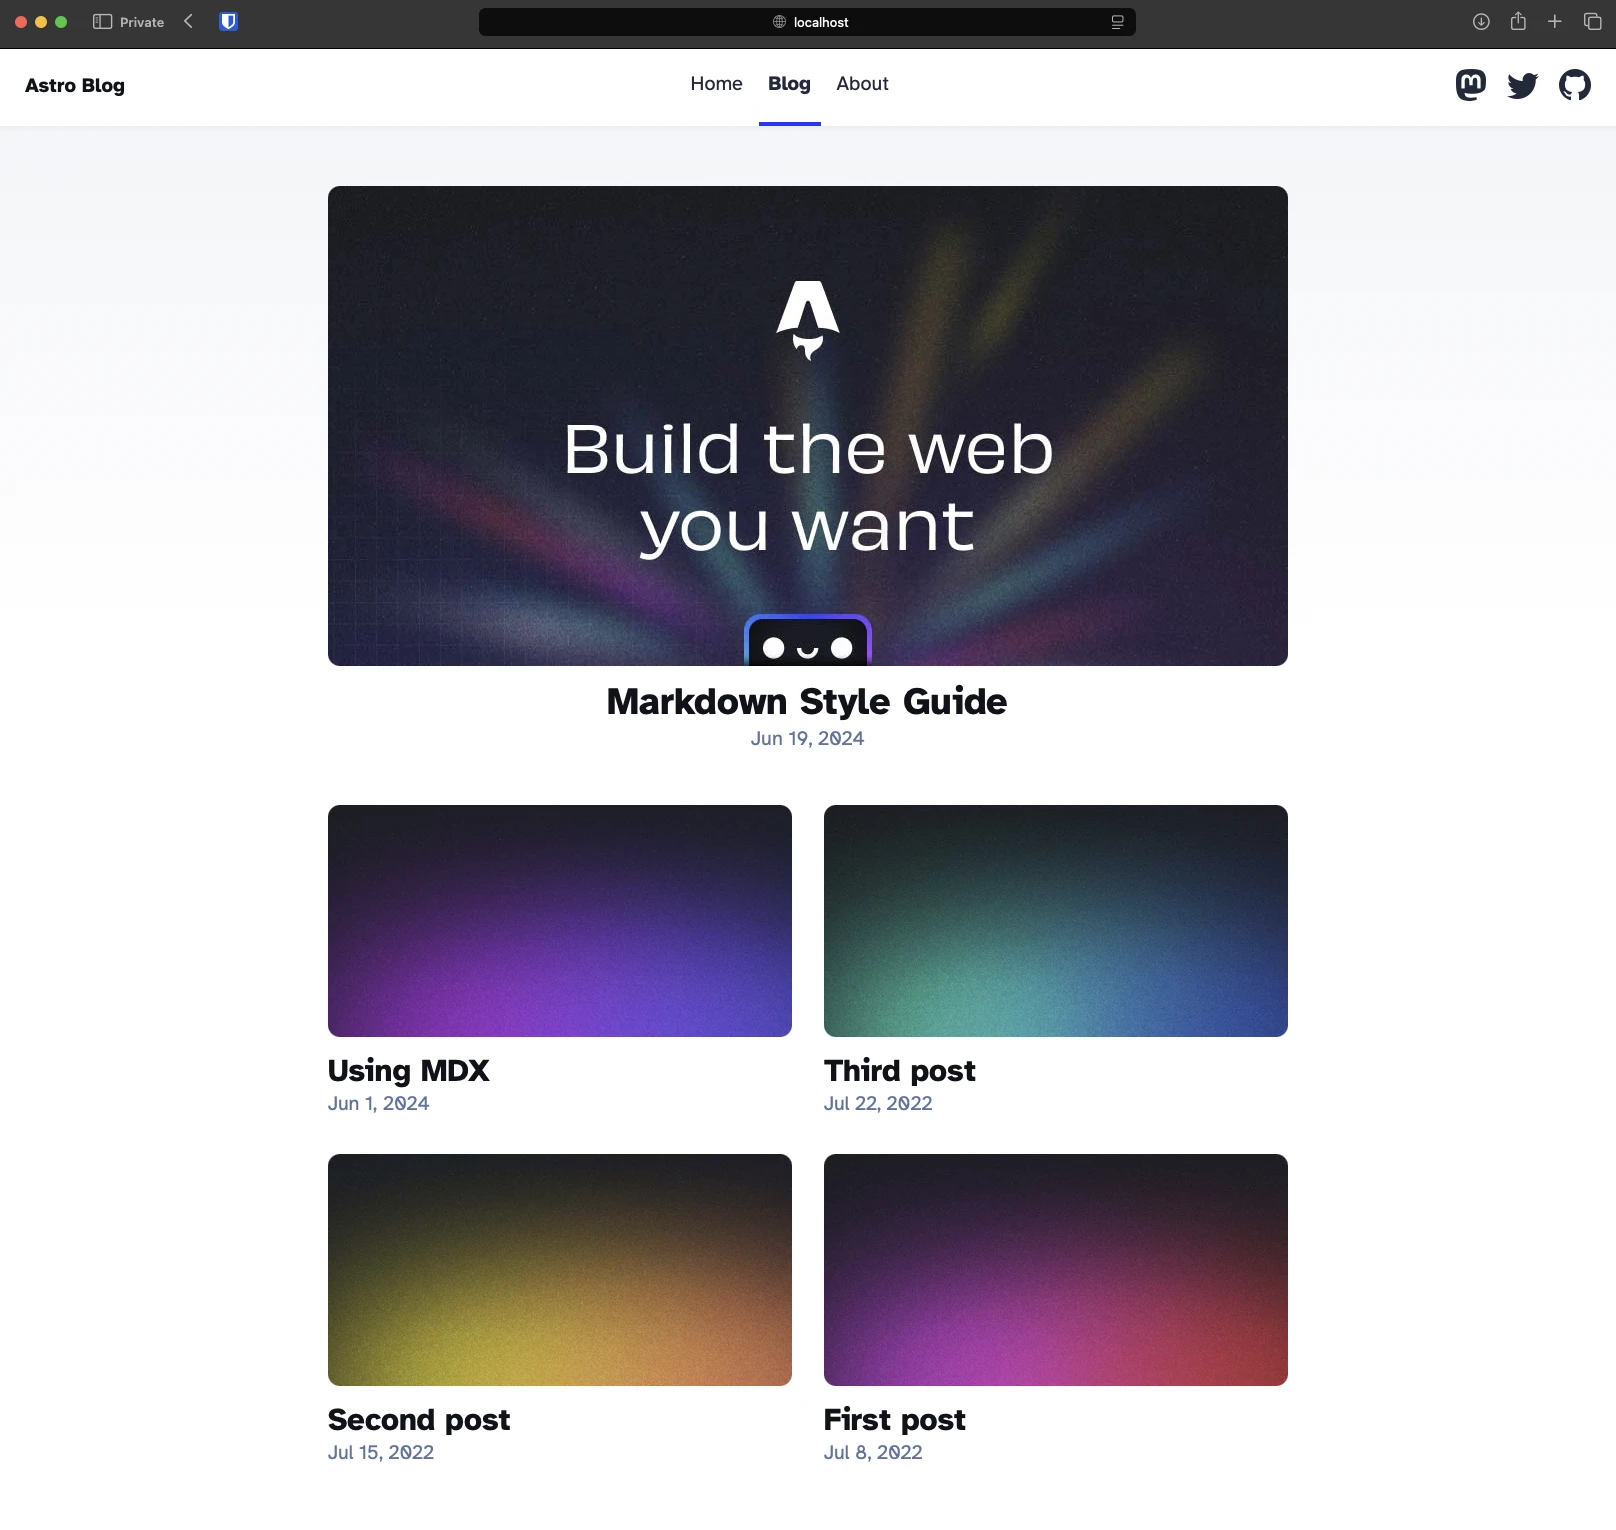 Private
localhost
Astro Blog
Home
Blog
About
Build the web
you want
Markdown Style Guide
Jun 19, 2024
Using MDX
Jun 1, 2024
Third post
Jul 22, 2022
Second post
Jul 15, 2022
First post
Jul 8, 2022